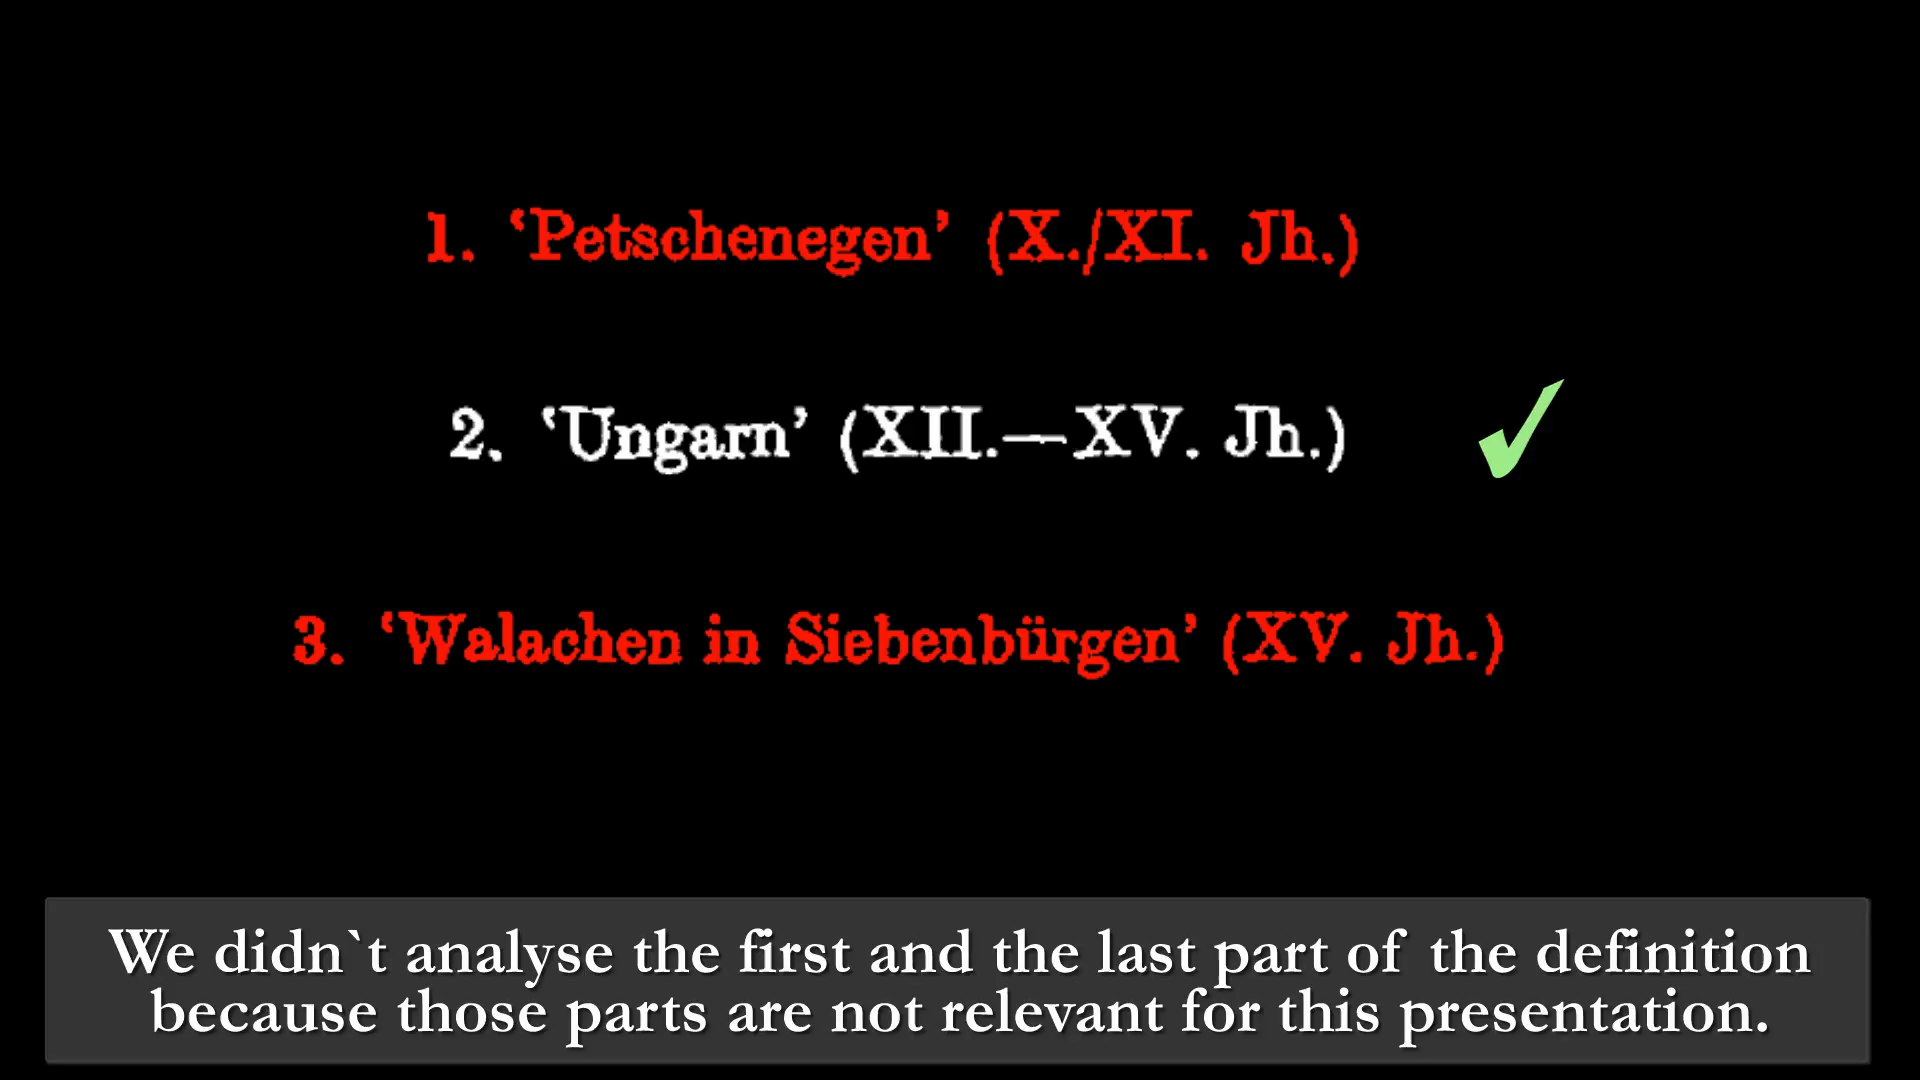 1. ‘Petschenegen’ (X./XI. Jh.)
2. ‘Ungarn’ (XII.—XV. Jh.)
3. ‘Walachen in Siebenbürgen’ (XV. Jh.)
We didn`t analyse the first and the last part of the definition
because those parts are not relevant for this presentation.